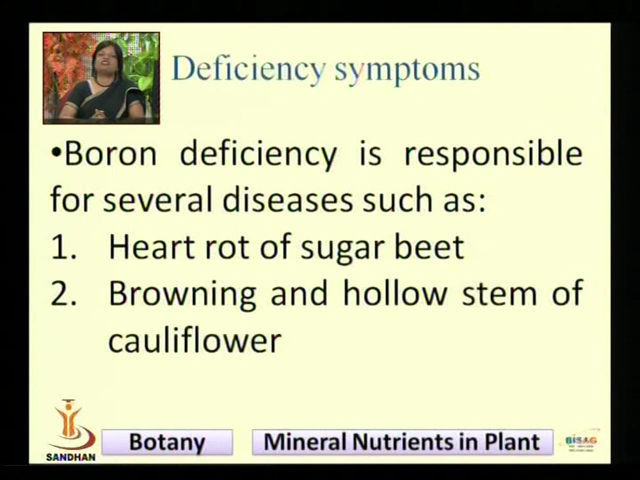 Deficiency symptoms
•Boron deficiency is responsible
for several diseases such as:
1. Heart rot of sugar beet
2. Browning and hollow stem of
cauliflower
SANDHAN
Botany
Mineral Nutrients in Plant
BISAG